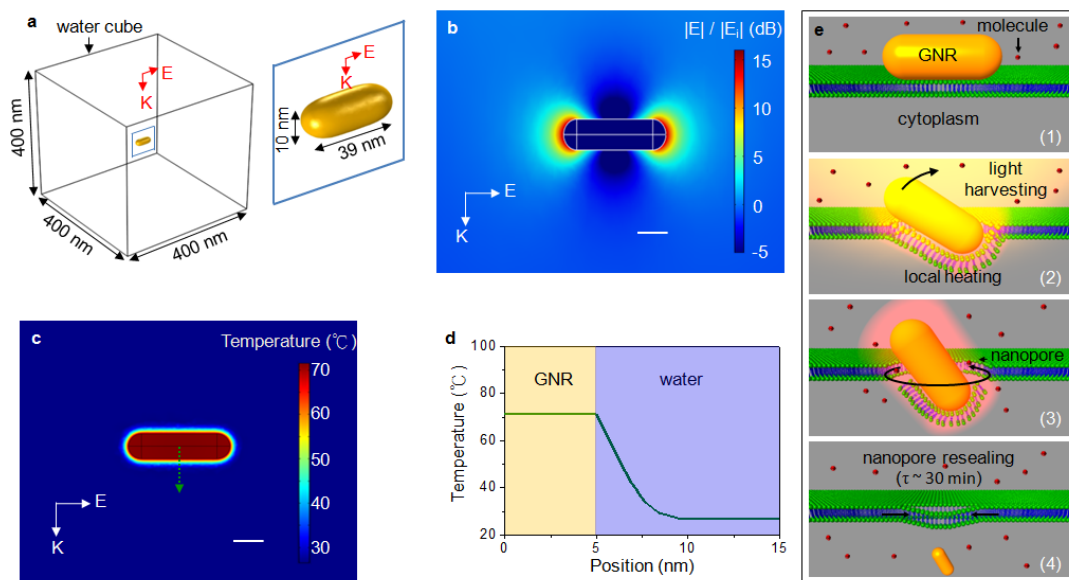 a
water cube
E
K
400 nm
400 nm
400 nm
E
K
10 nm
39 nm
b
|E| / |Eᵢ| (dB)
15
10
5
0
-5
E
K
c
Temperature (℃)
70
60
50
40
30
E
K
d
Temperature (℃)
100
80
60
40
20
GNR
water
0
5
10
15
Position (nm)
e
molecule
GNR
cytoplasm
(1)
light
harvesting
local heating
(2)
nanopore
(3)
nanopore resealing
(τ ~ 30 min)
(4)